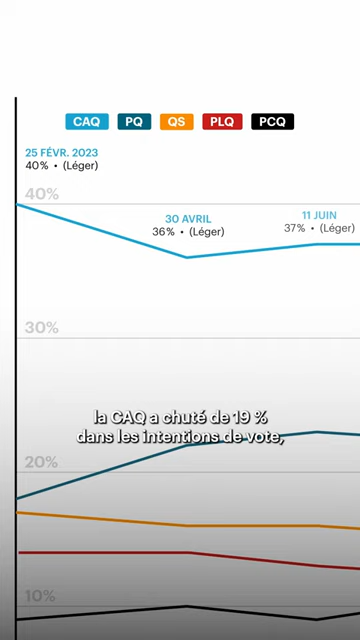 CAQ PQ QS PLQ PCQ
25 FÉVR. 2023
40% • (Léger)
40%
30 AVRIL
36% • (Léger)
11 JUIN
37% • (Léger)
30%
la CAQ a chuté de 19 %
dans les intentions de vote,
20%
10%